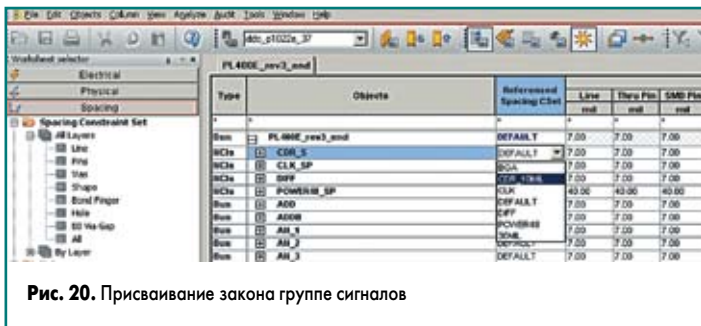 File Edit Objects Column View Analyze Audit Tools Window Help
ddc_p1022a_37
Worksheet selector
PL400E_rev3_end
Electrical
Physical
Spacing
Spacing Constraint Set
All Layers
Line
Pins
Vias
Shape
Bond Finger
Hole
BB Via-Gap
All
By Layer
Type Objects Referenced Spacing CSet Line Thru Pin SMD Pin
mil mil mil
* * * * * *
Dsn PL-400E_rev3_end DEFAULT 7.00 7.00 7.00
NCls CDR_S DEFAULT 7.00 7.00 7.00
NCls CLK_SP BGA 7.00 7.00 7.00
NCls DIFF CDR_10MIL 7.00 7.00 7.00
NCls POWER48_SP CLK 40.00 40.00 40.00
Bus ADD DEFAULT 7.00 7.00 7.00
Bus ADDB DIFF 7.00 7.00 7.00
Bus AH_1 POWER48 7.00 7.00 7.00
Bus AH_2 DEFAULT 7.00 7.00 7.00
Bus AH_3 DEFAULT 7.00 7.00 7.00
Рис. 20. Присваивание закона группе сигналов